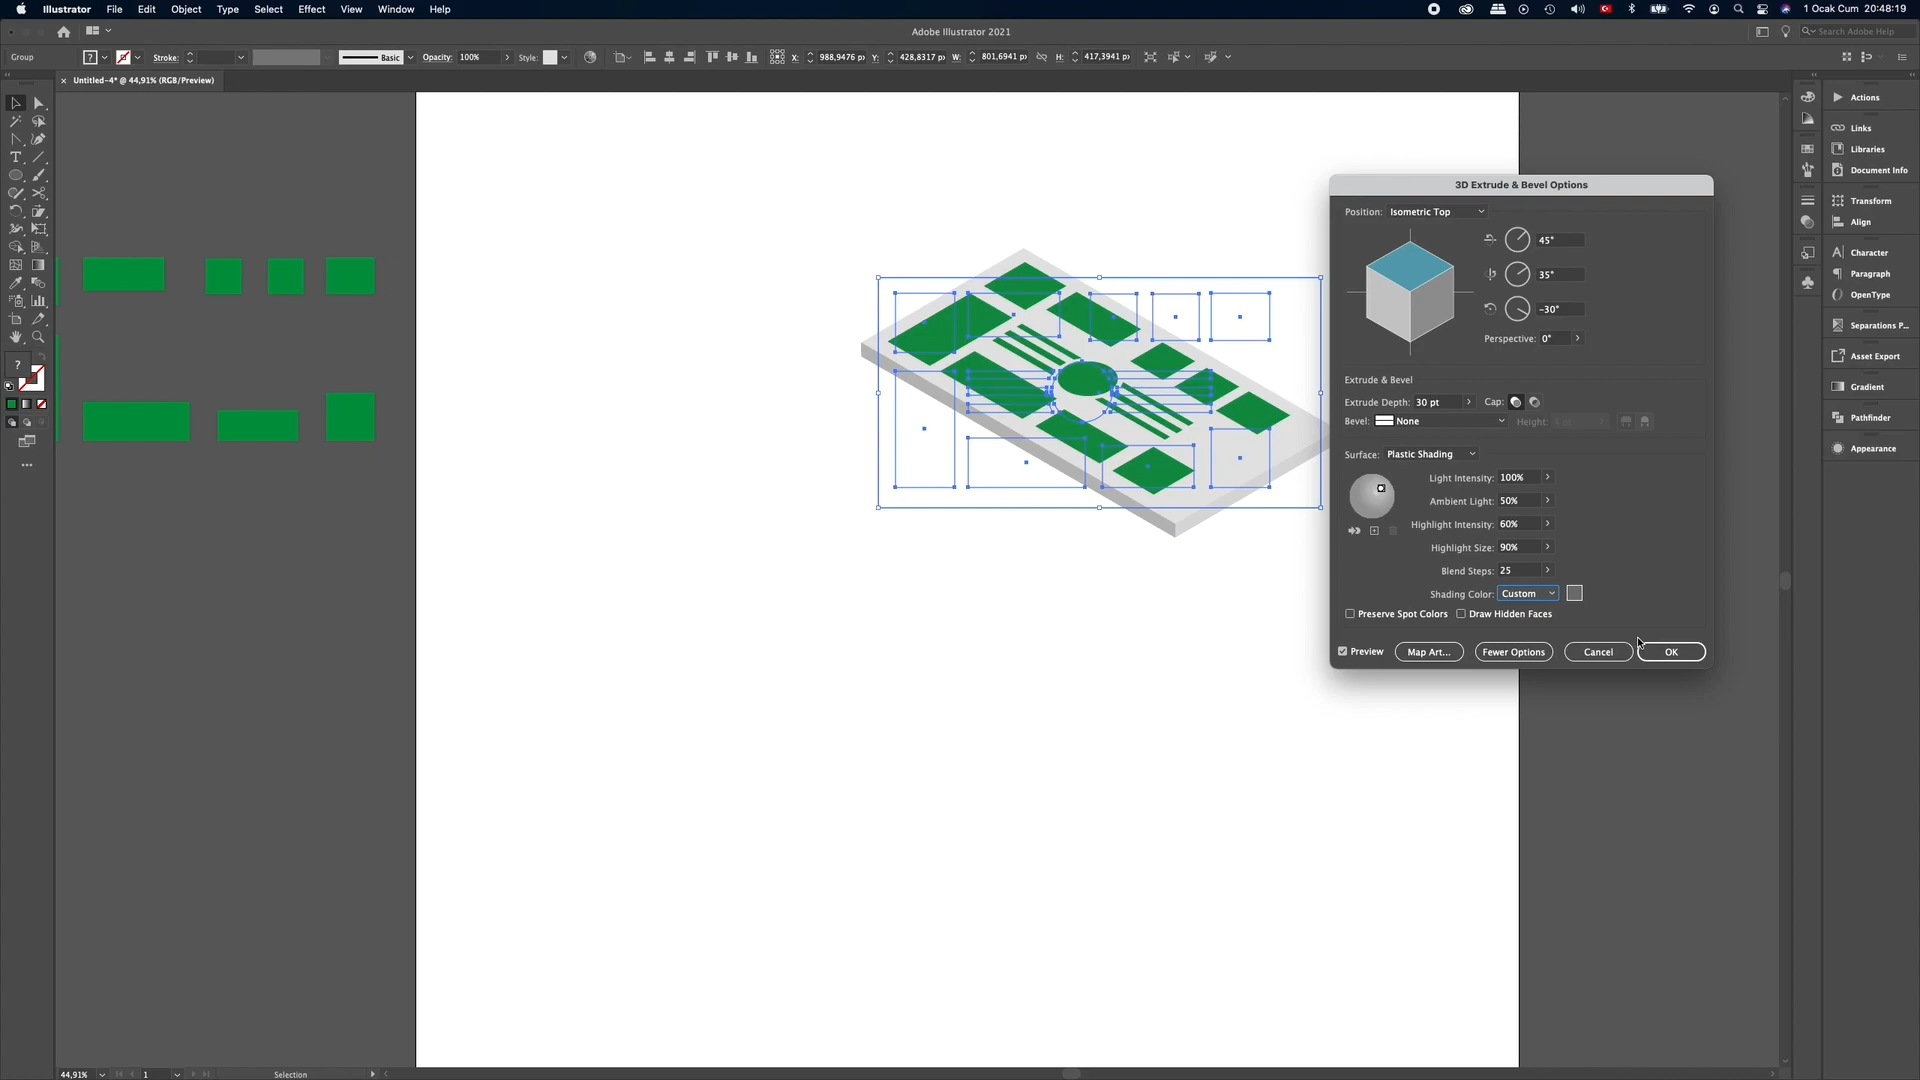 Illustrator File Edit Object Type Select Effect View Window Help
1 Ocak Cum 20:48:19
Adobe Illustrator 2021
Search Adobe Help
Group
Stroke:
Basic
Opacity: 100%
Style:
X: 988,9476 p
Y: 428,8317 p
W: 801,6941 p
H: 417,3941 p
× Untitled-4* @ 44,91% (RGB/Preview)
Actions
Links
Libraries
Document Info
Transform
Align
Character
Paragraph
OpenType
Separations P...
Asset Export
Gradient
Pathfinder
Appearance
3D Extrude & Bevel Options
Position: Isometric Top
45°
35°
-30°
Perspective: 0°
Extrude & Bevel
Extrude Depth: 30 pt
Cap:
Bevel: None
Height:
Surface: Plastic Shading
Light Intensity: 100%
Ambient Light: 50%
Highlight Intensity: 60%
Highlight Size: 90%
Blend Steps: 25
Shading Color: Custom
Preserve Spot Colors
Draw Hidden Faces
Preview
Map Art...
Fewer Options
Cancel
OK
?
44,91%
1
Selection